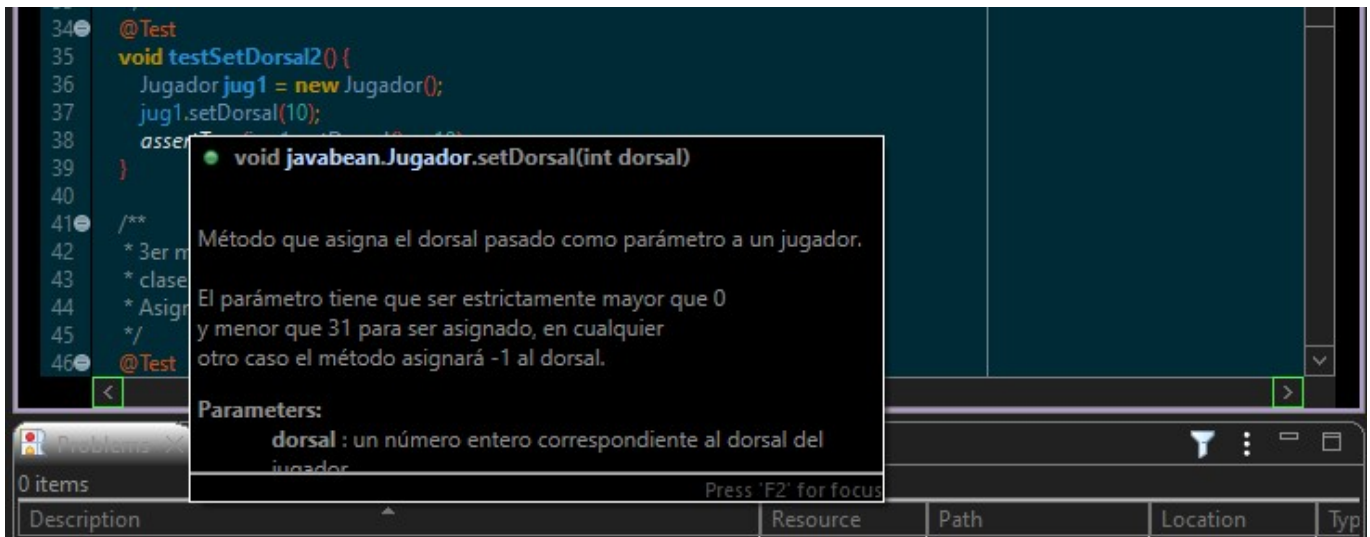 34 @Test
35 void testSetDorsal2() {
36 Jugador jug1 = new Jugador();
37 jug1.setDorsal(10);
38
39 }
40
41 /**
42 * 3er
43 * clase
44 *
45 */
46 @Test
void javabean.Jugador.setDorsal(int dorsal)
Método que asigna el dorsal pasado como parámetro a un jugador.
El parámetro tiene que ser estrictamente mayor que 0
y menor que 31 para ser asignado, en cualquier
otro caso el método asignará -1 al dorsal.
Parameters:
dorsal : un número entero correspondiente al dorsal del
jugador
Press 'F2' for focus
Problems
0 items
Description Resource Path Location Typ